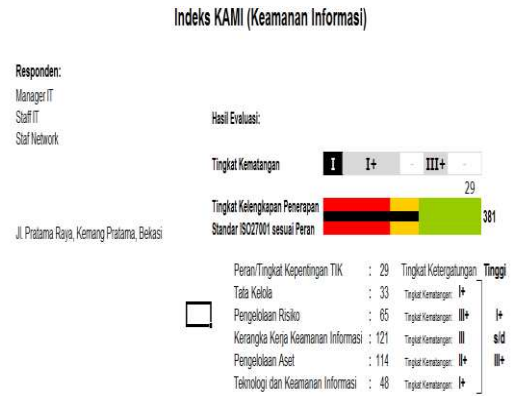 Indeks KAMI (Keamanan Informasi)
Responden:
Manager IT
Staff IT
Staf Network
Jl. Pratama Raya, Kemang Pratama, Bekasi
Hasil Evaluasi:
Tingkat Kematangan I I+ - III+ -
29
Tingkat Kelengkapan Penerapan
Standar ISO27001 sesuai Peran 381
Peran/Tingkat Kepentingan TIK : 29 Tingkat Ketergatungan Tinggi
Tata Kelola : 33 Tingkat Kematangan: I+
Pengelolaan Risiko : 65 Tingkat Kematangan: III+ I+
Kerangka Kerja Keamanan Informasi : 121 Tingkat Kematangan: III s/d
Pengelolaan Aset : 114 Tingkat Kematangan: II+ III+
Teknologi dan Keamanan Informasi : 48 Tingkat Kematangan: I+